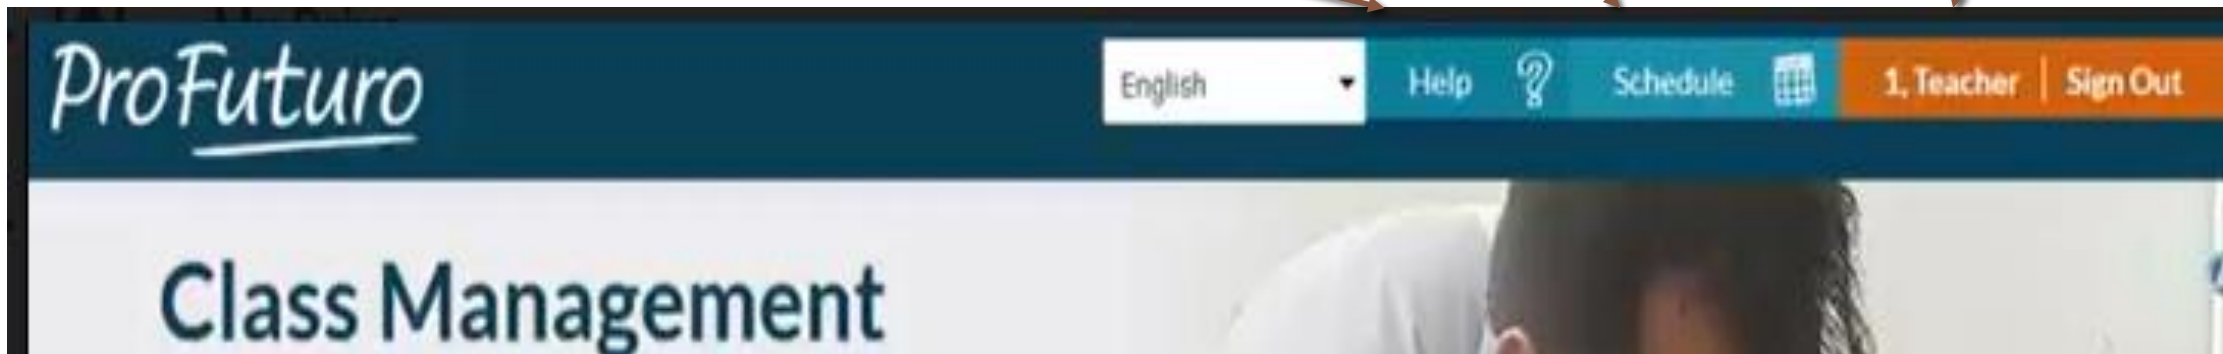 ProFuturo
English Help Schedule 1, Teacher Sign Out
Class Management